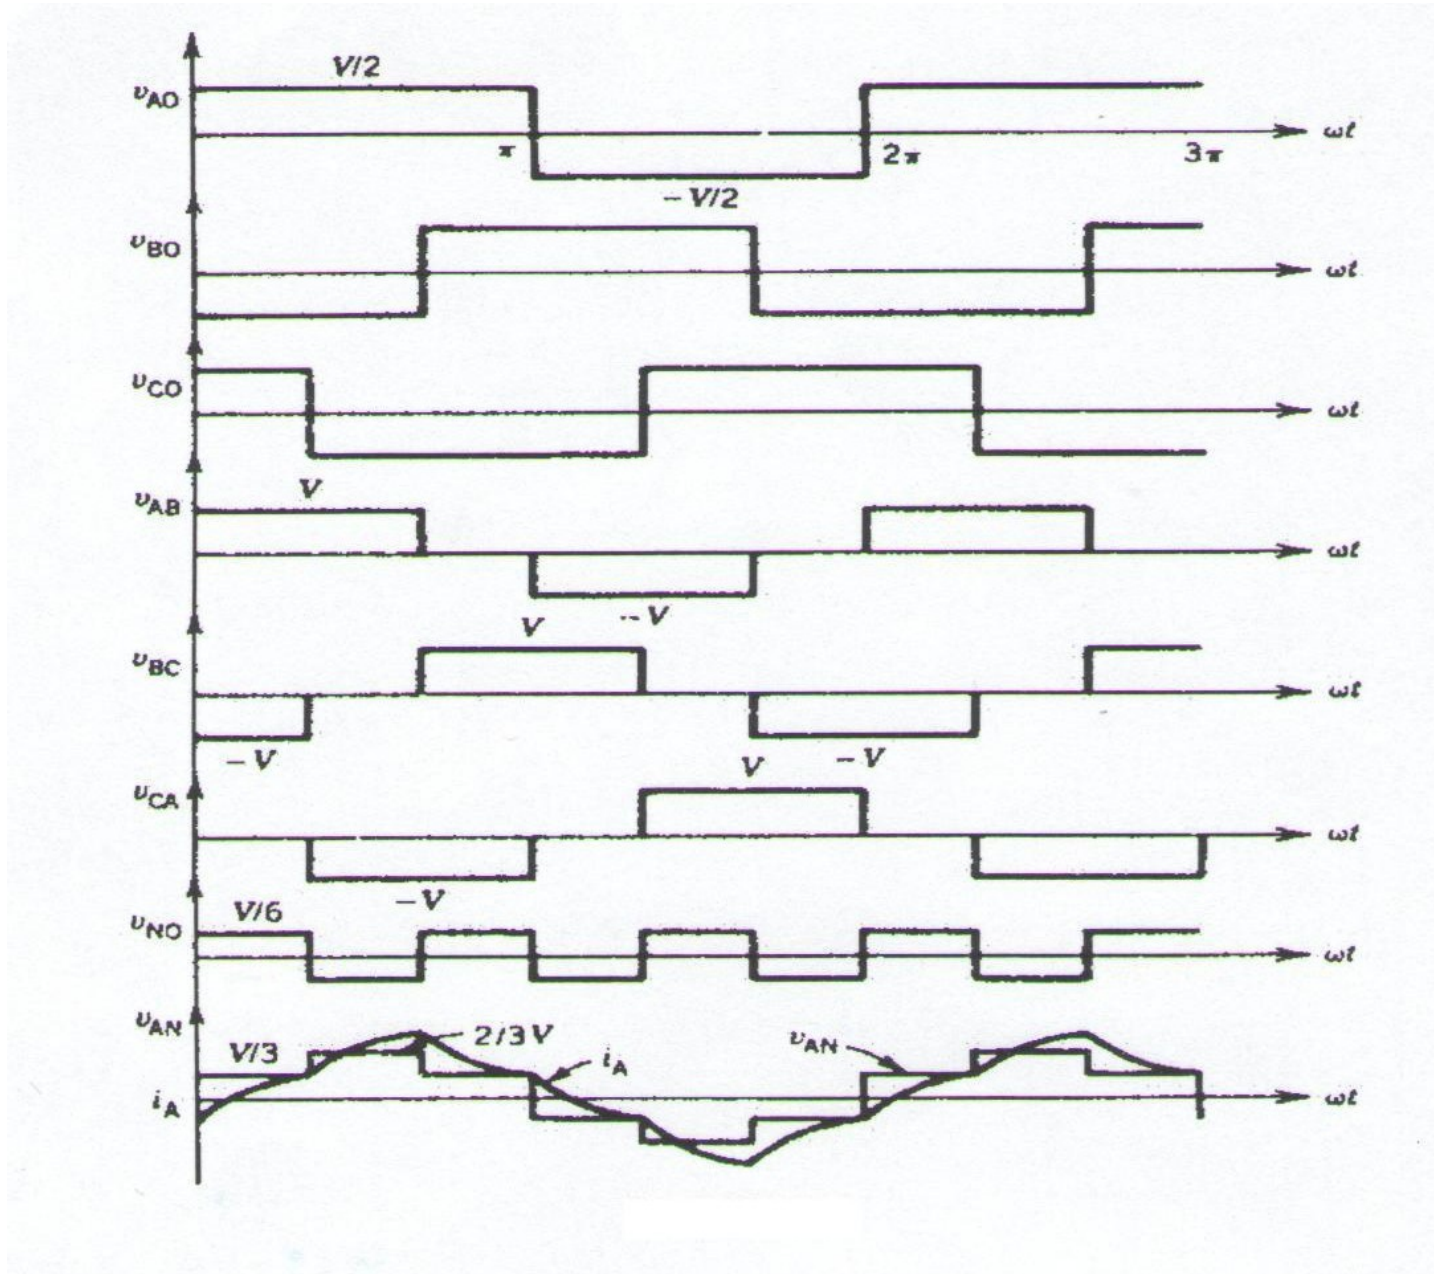 V/2
v_AO
ωt
π
2π
3π
−V/2
v_BO
ωt
v_CO
ωt
V
v_AB
ωt
−V
V
v_BC
ωt
−V
V
−V
v_CA
ωt
−V
V/6
v_NO
ωt
v_AN
2/3 V
v_AN
V/3
i_A
i_A
ωt